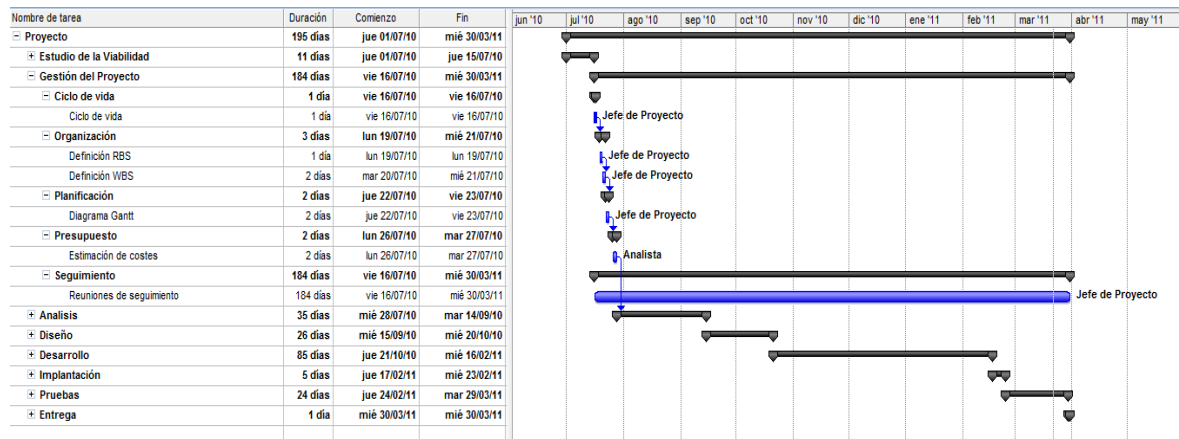 Nombre de tarea Duración Comienzo Fin jun '10 jul '10 ago '10 sep '10 oct '10 nov '10 dic '10 ene '11 feb '11 mar '11 abr '11 may '11
Proyecto 195 días jue 01/07/10 mié 30/03/11
Estudio de la Viabilidad 11 días jue 01/07/10 jue 15/07/10
Gestión del Proyecto 184 días vie 16/07/10 mié 30/03/11
Ciclo de vida 1 día vie 16/07/10 vie 16/07/10
Ciclo de vida 1 día vie 16/07/10 vie 16/07/10 Jefe de Proyecto
Organización 3 días lun 19/07/10 mié 21/07/10
Definición RBS 1 día lun 19/07/10 lun 19/07/10 Jefe de Proyecto
Definición WBS 2 días mar 20/07/10 mié 21/07/10 Jefe de Proyecto
Planificación 2 días jue 22/07/10 vie 23/07/10
Diagrama Gantt 2 días jue 22/07/10 vie 23/07/10 Jefe de Proyecto
Presupuesto 2 días lun 26/07/10 mar 27/07/10
Estimación de costes 2 días lun 26/07/10 mar 27/07/10 Analista
Seguimiento 184 días vie 16/07/10 mié 30/03/11
Reuniones de seguimiento 184 días vie 16/07/10 mié 30/03/11 Jefe de Proyecto
Analisis 35 días mié 28/07/10 mar 14/09/10
Diseño 26 días mié 15/09/10 mié 20/10/10
Desarrollo 85 días jue 21/10/10 mié 16/02/11
Implantación 5 días jue 17/02/11 mié 23/02/11
Pruebas 24 días jue 24/02/11 mar 29/03/11
Entrega 1 día mié 30/03/11 mié 30/03/11